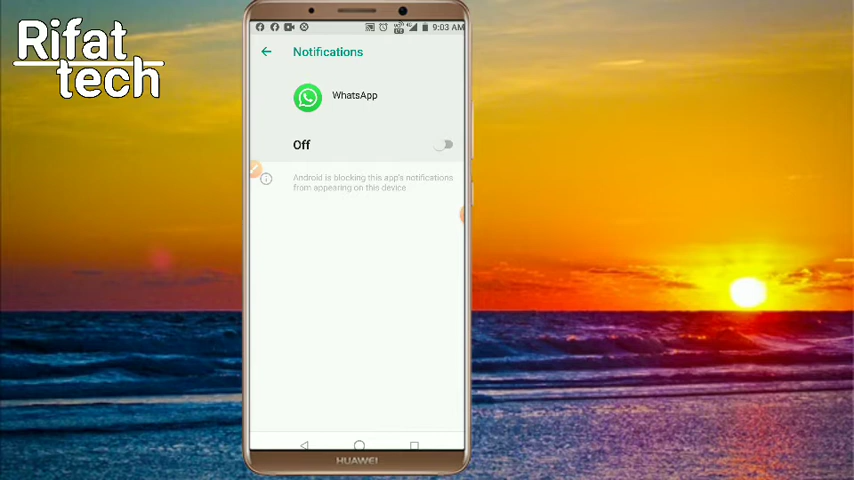 Rifat
tech
9:03 AM
Notifications
WhatsApp
Off
Android is blocking this app's notifications
from appearing on this device
HUAWEI